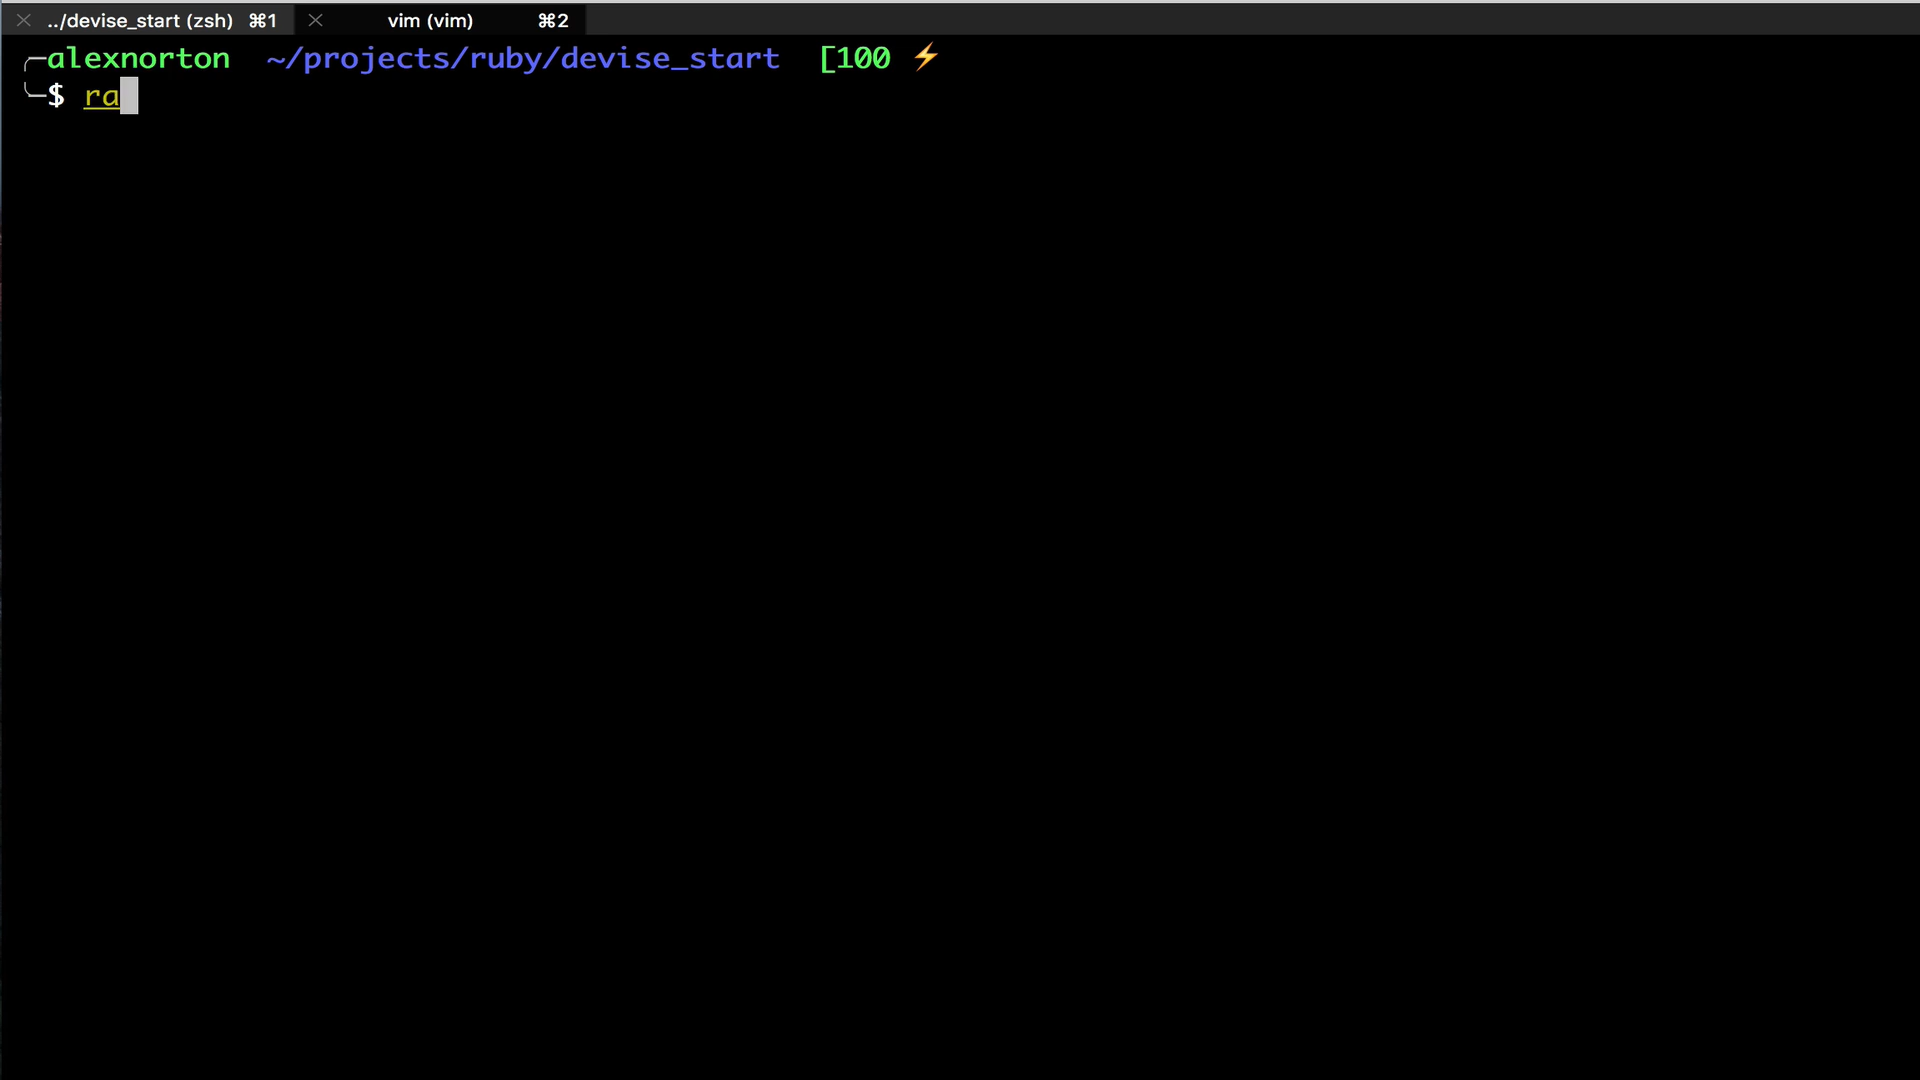 ../devise_start (zsh) ⌘1 vim (vim) ⌘2
╭─alexnorton ~/projects/ruby/devise_start [100 ⚡
╰─$ ra